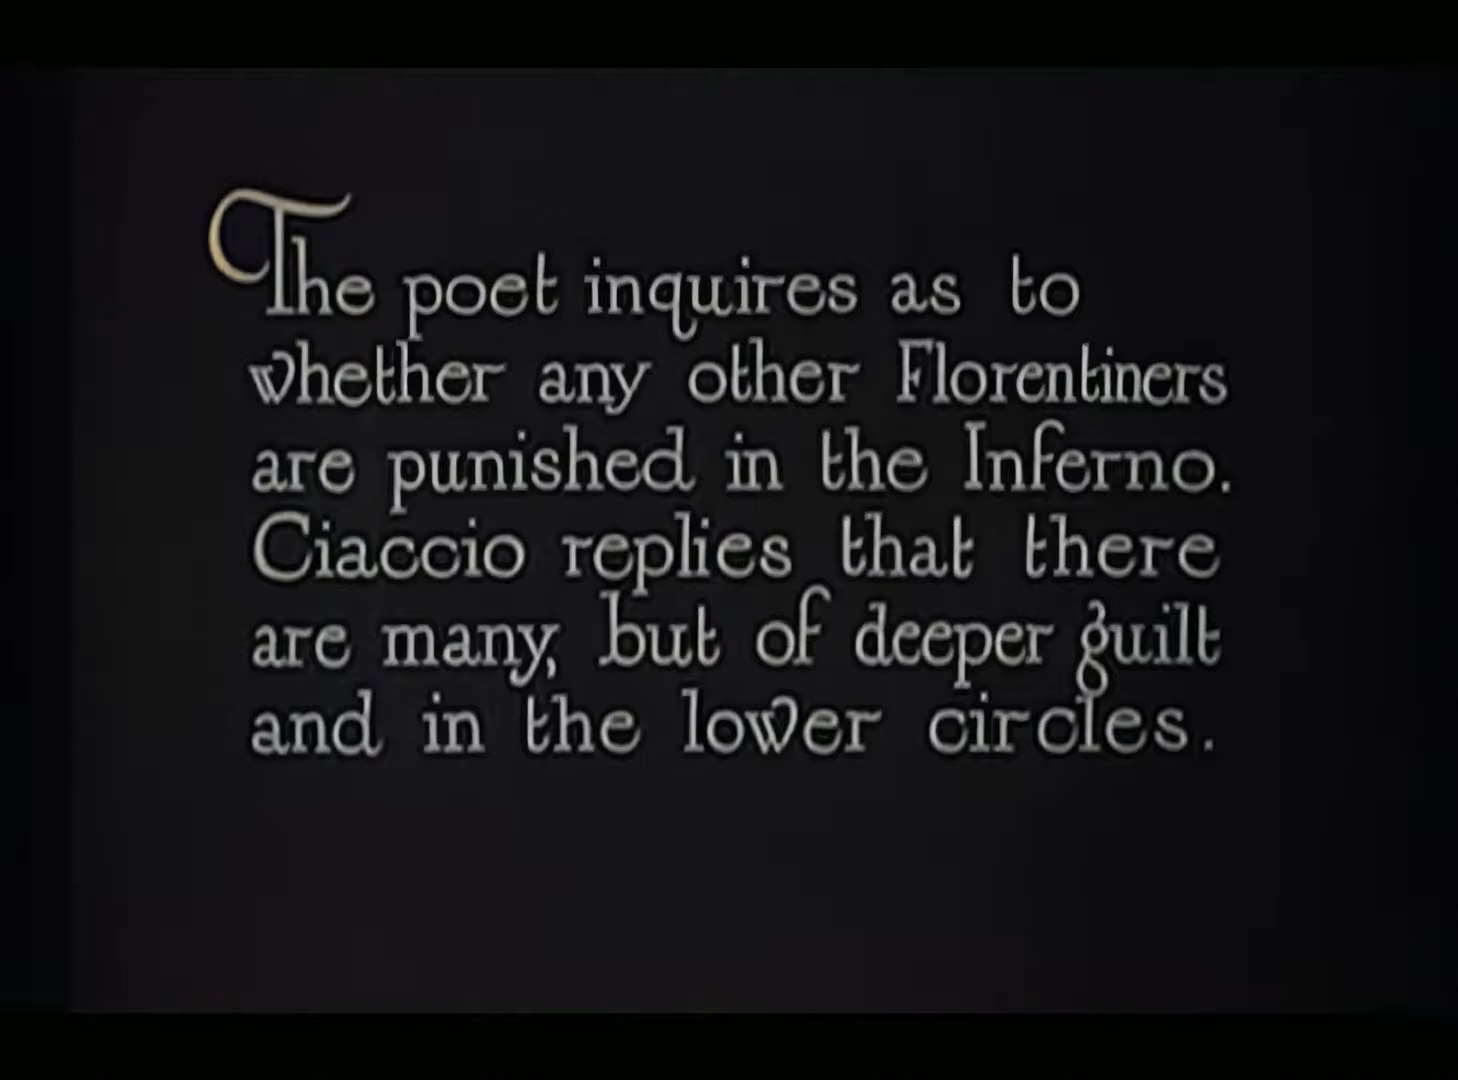 The poet inquires as to
whether any other Florentiners
are punished in the Inferno.
Ciaccio replies that there
are many, but of deeper guilt
and in the lower circles.